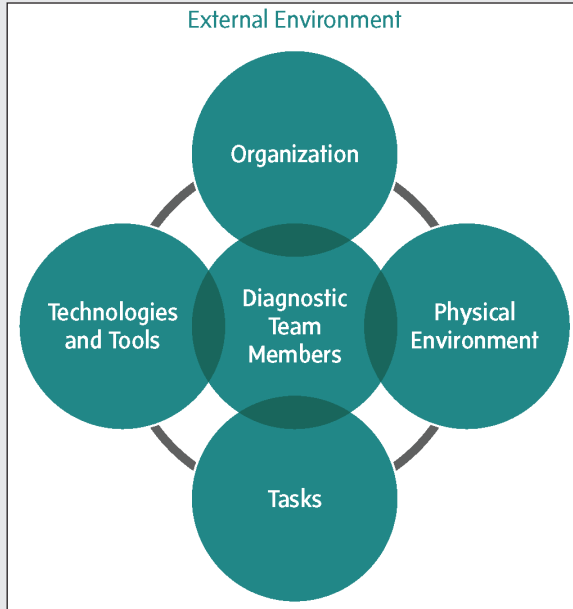 External Environment
Organization
Technologies
and Tools
Diagnostic
Team
Members
Physical
Environment
Tasks